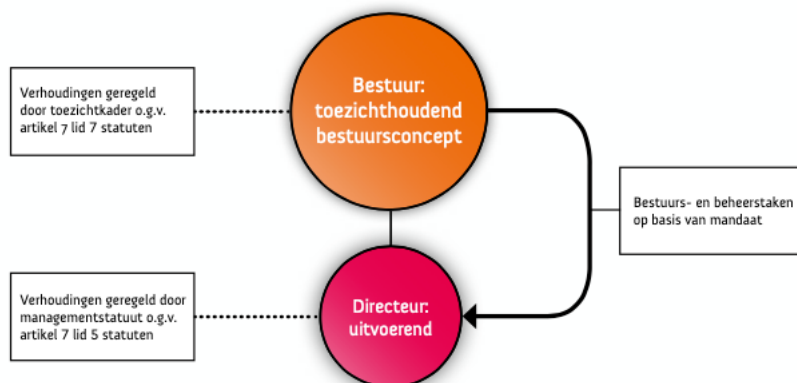 Bestuur:
toezichthoudend
bestuursconcept
Verhoudingen geregeld
door toezichtkader o.g.v.
artikel 7 lid 7 statuten
Bestuurs- en beheerstaken
op basis van mandaat
Verhoudingen geregeld door
managementstatuut o.g.v.
artikel 7 lid 5 statuten
Directeur:
uitvoerend